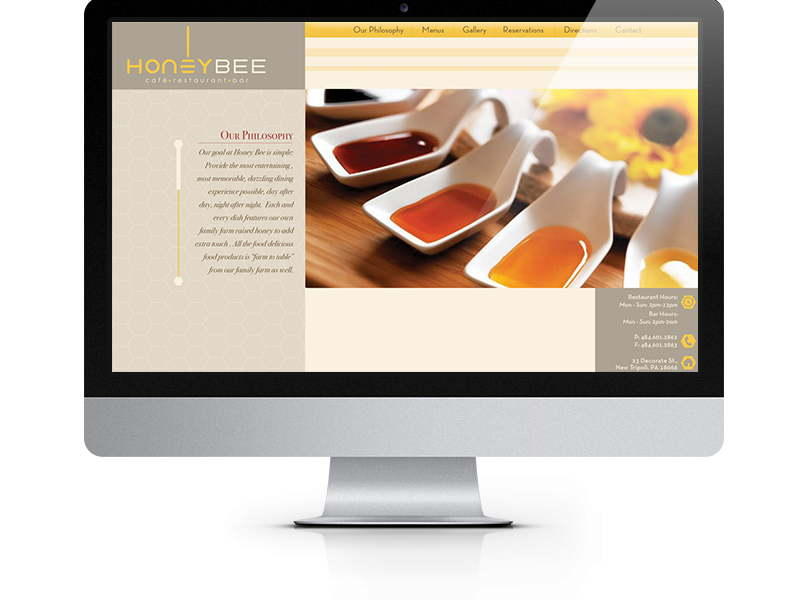 Our Philosophy Menus Gallery Reservations Directions Contact
HONEYBEE
café•restaurant•bar
Our Philosophy
Our goal at Honey Bee is simple;
Provide the most entertaining ,
most memorable, dazzling dining
experience possible, day after
day, night after night. Each and
every dish features our own
family farm raised honey to add
extra touch . All the food delicious
food products is "farm to table"
from our family farm as well.
Restaurant Hours:
Mon - Sun: 2pm-12pm
Bar Hours:
Mon - Sun: 2pm-2am
P: 484.601.2862
F: 484.601.2863
23 Decorate St.,
New Tripoli, PA 18066